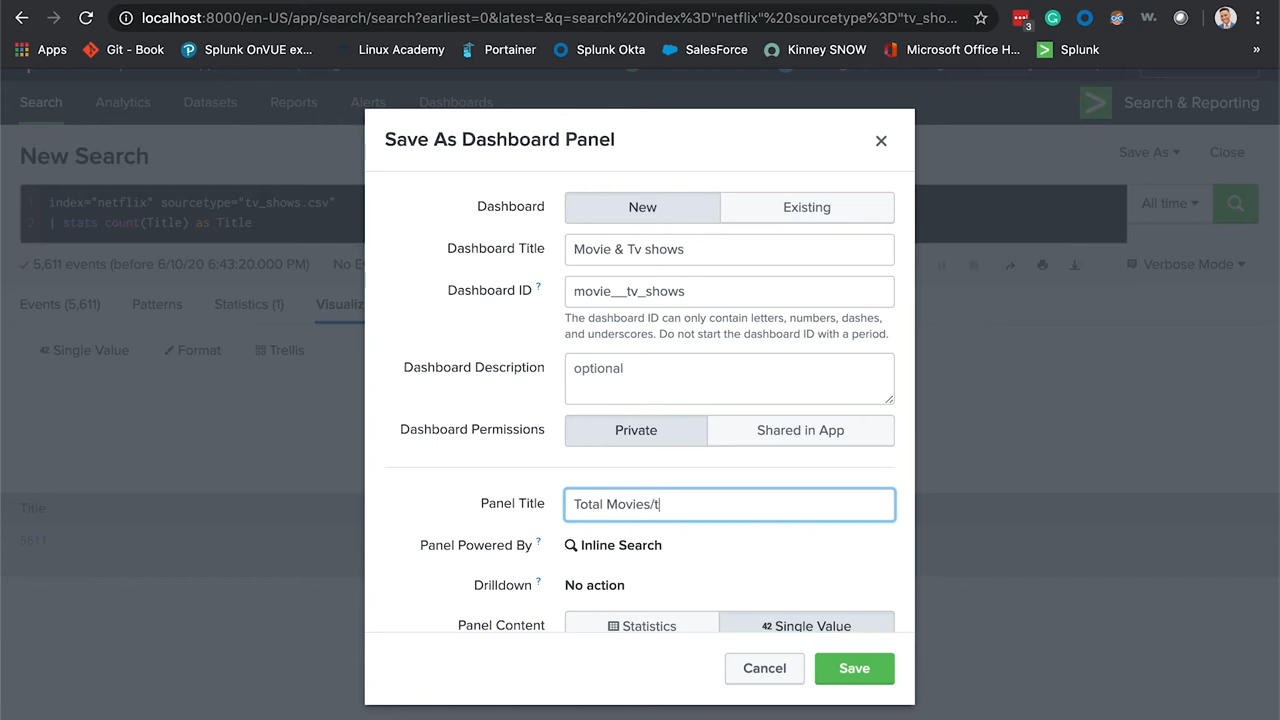 localhost:8000/en-US/app/search/search?earliest=0&latest=&q=search%20index%3D"netflix"%20sourcetype%3D"tv_sho...
3
w.
Apps
Git - Book
Splunk OnVUE ex...
Linux Academy
Portainer
Splunk Okta
SalesForce
Kinney SNOW
Microsoft Office H...
Splunk
»
Search
Analytics
Datasets
Reports
Alerts
Dashboards
Search & Reporting
New Search
Save As
Close
1 index="netflix" sourcetype="tv_shows.csv"
2 | stats count(Title) as Title
All time
✓ 5,611 events (before 6/10/20 6:43:20.000 PM)
No Ev
Verbose Mode
Events (5,611)
Patterns
Statistics (1)
Visualiz
42 Single Value
Format
Trellis
Title
5611
Save As Dashboard Panel
Dashboard
New
Existing
Dashboard Title
Movie & Tv shows
Dashboard ID ?
movie__tv_shows
The dashboard ID can only contain letters, numbers, dashes,
and underscores. Do not start the dashboard ID with a period.
Dashboard Description
optional
Dashboard Permissions
Private
Shared in App
Panel Title
Total Movies/t
Panel Powered By ?
Inline Search
Drilldown ?
No action
Panel Content
Statistics
42 Single Value
Cancel
Save